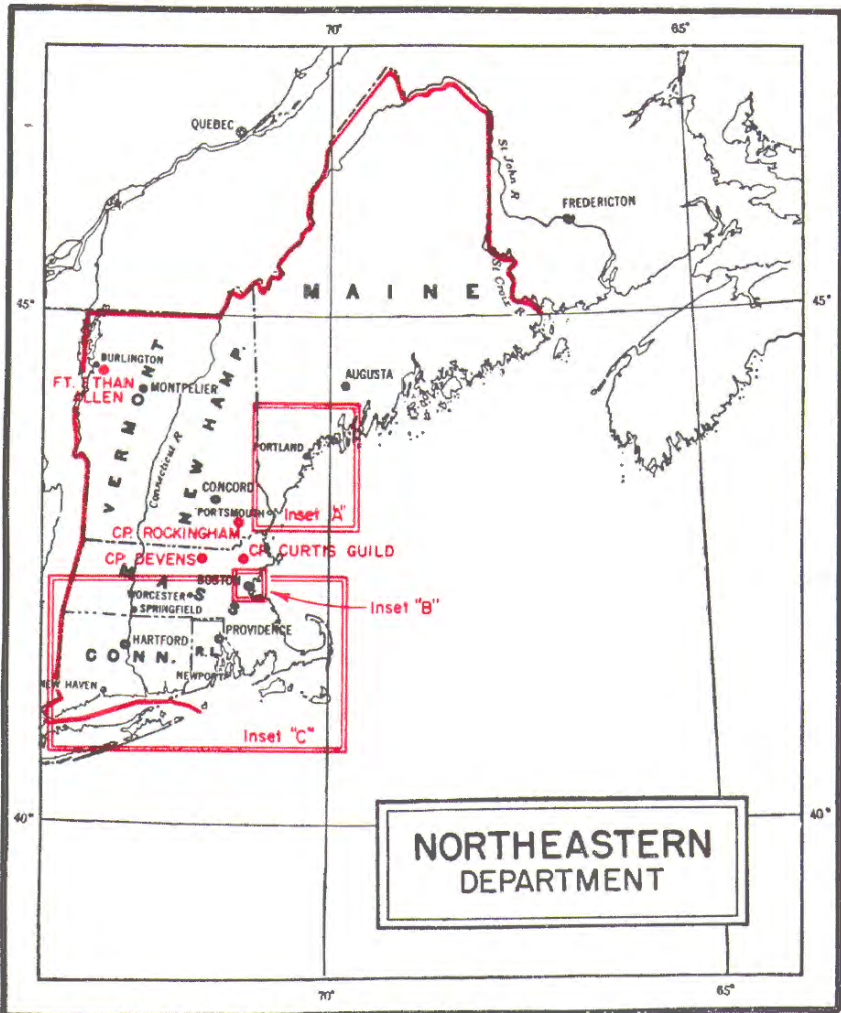 70°
65°
QUEBEC
St John R
FREDERICTON
St Croix R
MAINE
45°
45°
BURLINGTON
FT. ETHAN
ALLEN
MONTPELIER
VERMONT
NEW HAMP.
Connecticut R
AUGUSTA
PORTLAND
CONCORD
PORTSMOUTH
Inset "A"
CP. ROCKINGHAM
CP. DEVENS
CP. CURTIS GUILD
MASS
BOSTON
WORCESTER
SPRINGFIELD
Inset "B"
HARTFORD
PROVIDENCE
CONN.
R.I.
NEWPORT
NEW HAVEN
Inset "C"
40°
40°
NORTHEASTERN
DEPARTMENT
70°
65°